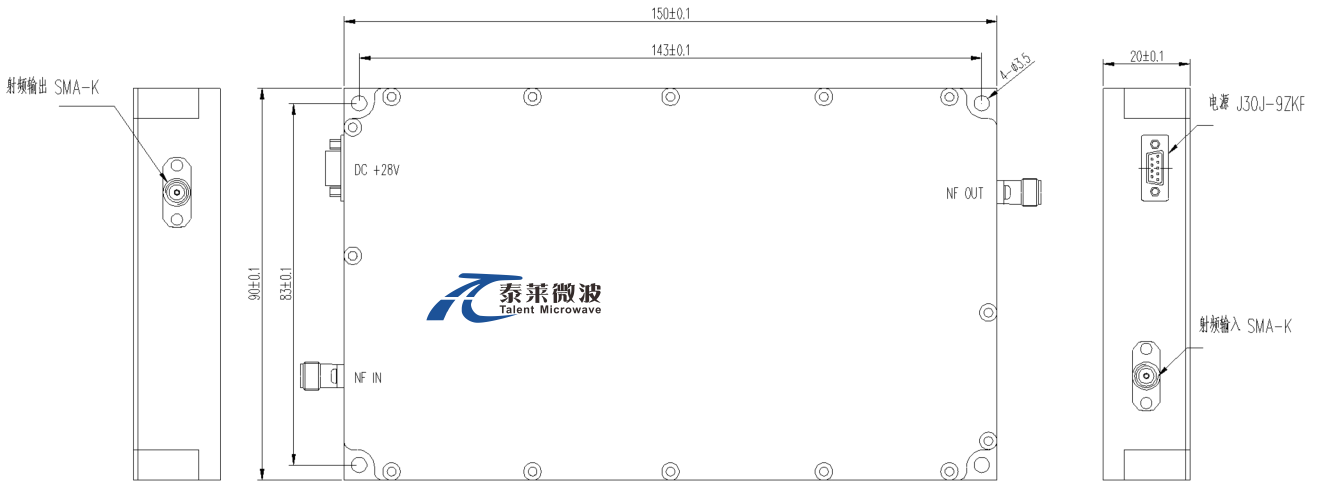 150±0.1
143±0.1
4-φ3.5
20±0.1
射频输出 SMA-K
电源 J30J-9ZKF
DC +28V
NF OUT
90±0.1
83±0.1
泰莱微波
Talent Microwave
射频输入 SMA-K
NF IN